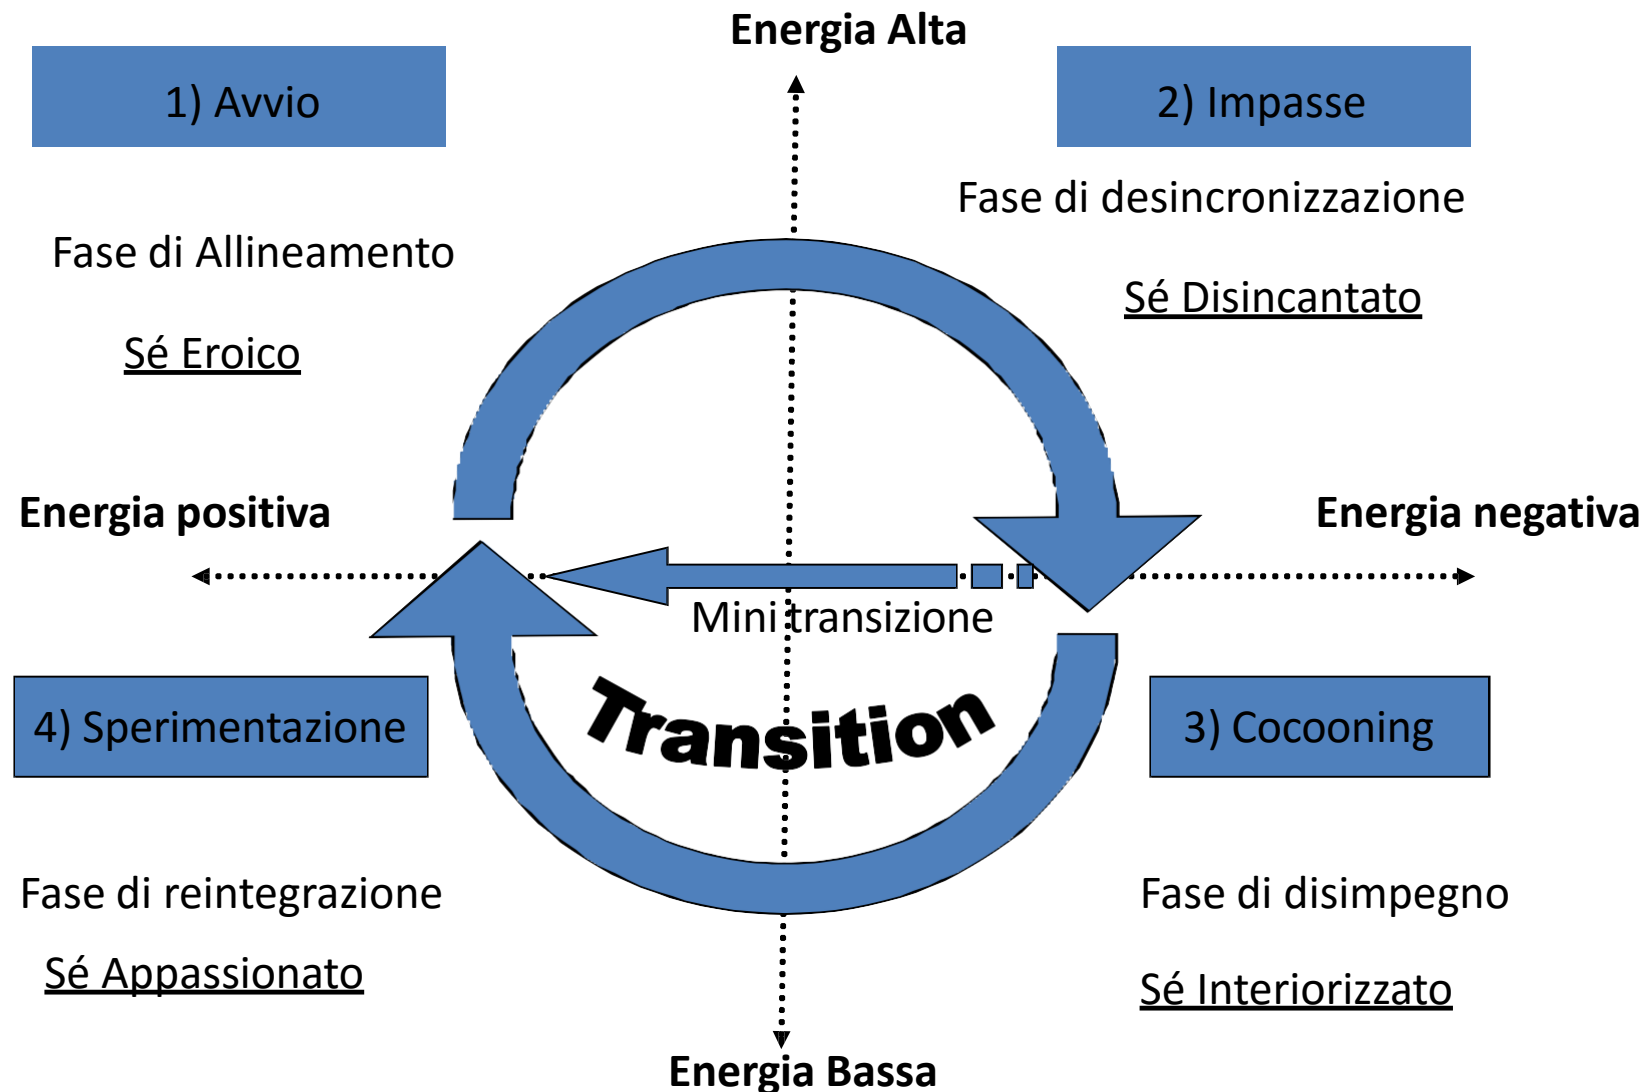 Energia Alta
1) Avvio
2) Impasse
Fase di desincronizzazione
Fase di Allineamento
Sé Disincantato
Sé Eroico
Energia positiva
Energia negativa
Mini transizione
Transition
4) Sperimentazione
3) Cocooning
Fase di reintegrazione
Fase di disimpegno
Sé Appassionato
Sé Interiorizzato
Energia Bassa